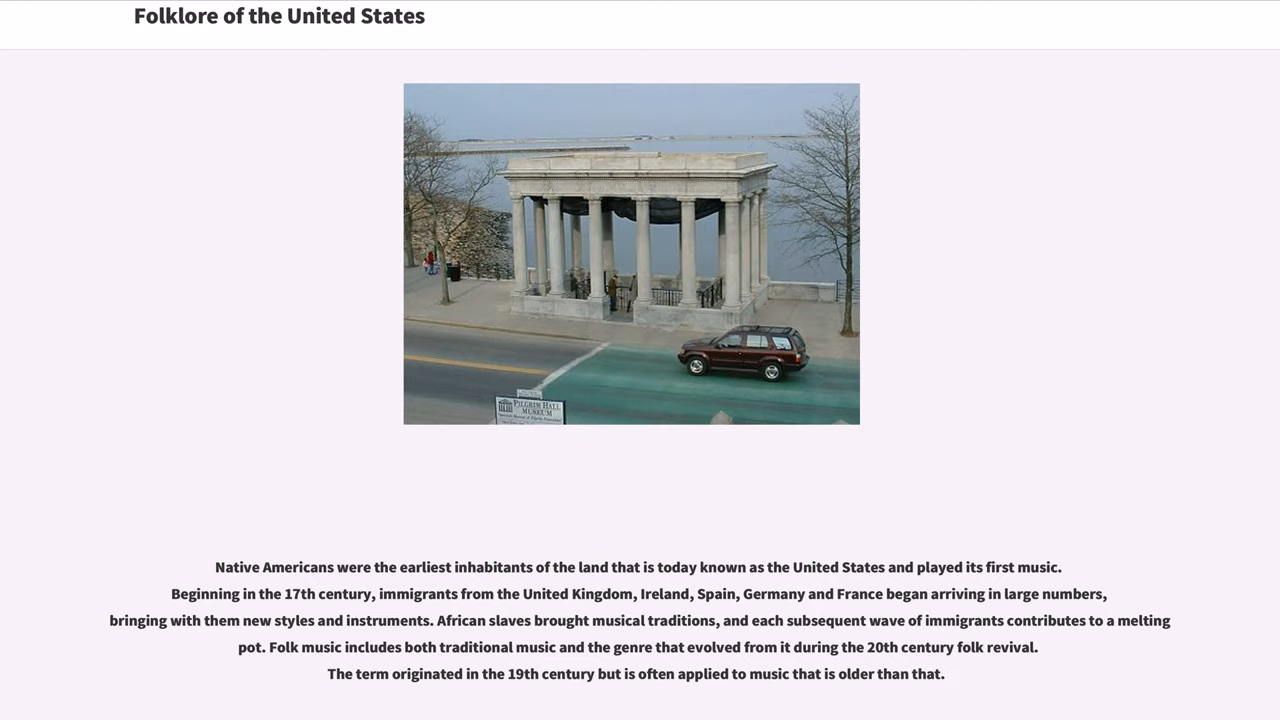 Folklore of the United States
PILGRIM HALL
MUSEUM
Native Americans were the earliest inhabitants of the land that is today known as the United States and played its first music.
Beginning in the 17th century, immigrants from the United Kingdom, Ireland, Spain, Germany and France began arriving in large numbers,
bringing with them new styles and instruments. African slaves brought musical traditions, and each subsequent wave of immigrants contributes to a melting
pot. Folk music includes both traditional music and the genre that evolved from it during the 20th century folk revival.
The term originated in the 19th century but is often applied to music that is older than that.